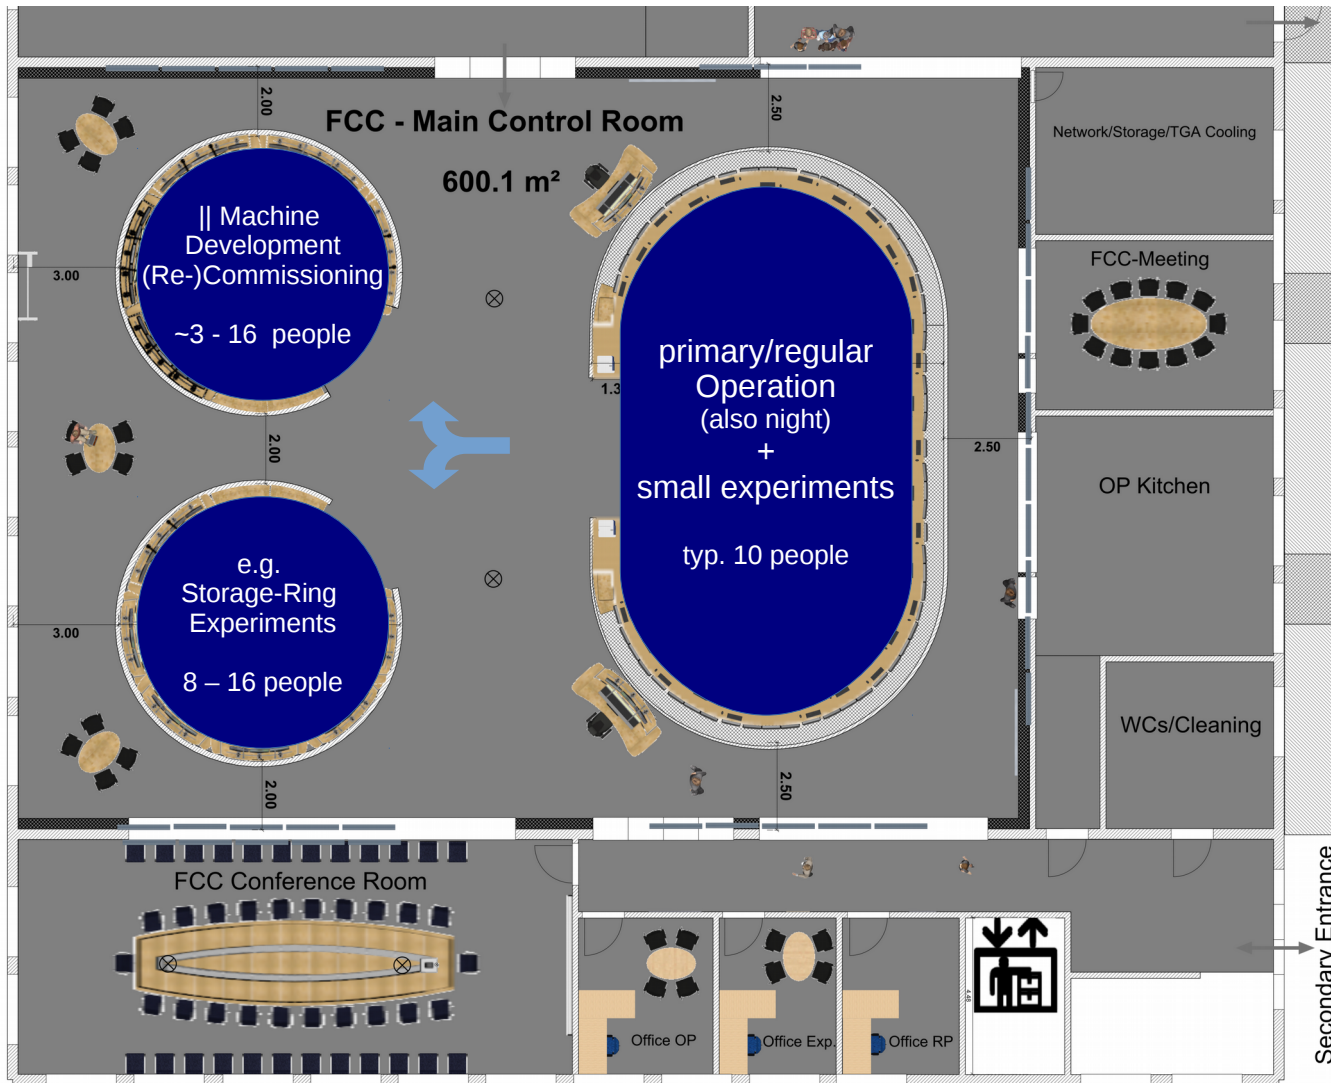 2.00
2.50
FCC - Main Control Room
600.1 m²
Network/Storage/TGA Cooling
|| Machine
Development
(Re-)Commissioning
~3 - 16 people
3.00
FCC-Meeting
primary/regular
Operation
(also night)
+
small experiments
typ. 10 people
1.3
2.00
2.50
OP Kitchen
e.g.
Storage-Ring
Experiments
8 – 16 people
3.00
WCs/Cleaning
2.00
2.50
FCC Conference Room
Secondary Entrance
4.46
Office OP
Office Exp.
Office RP